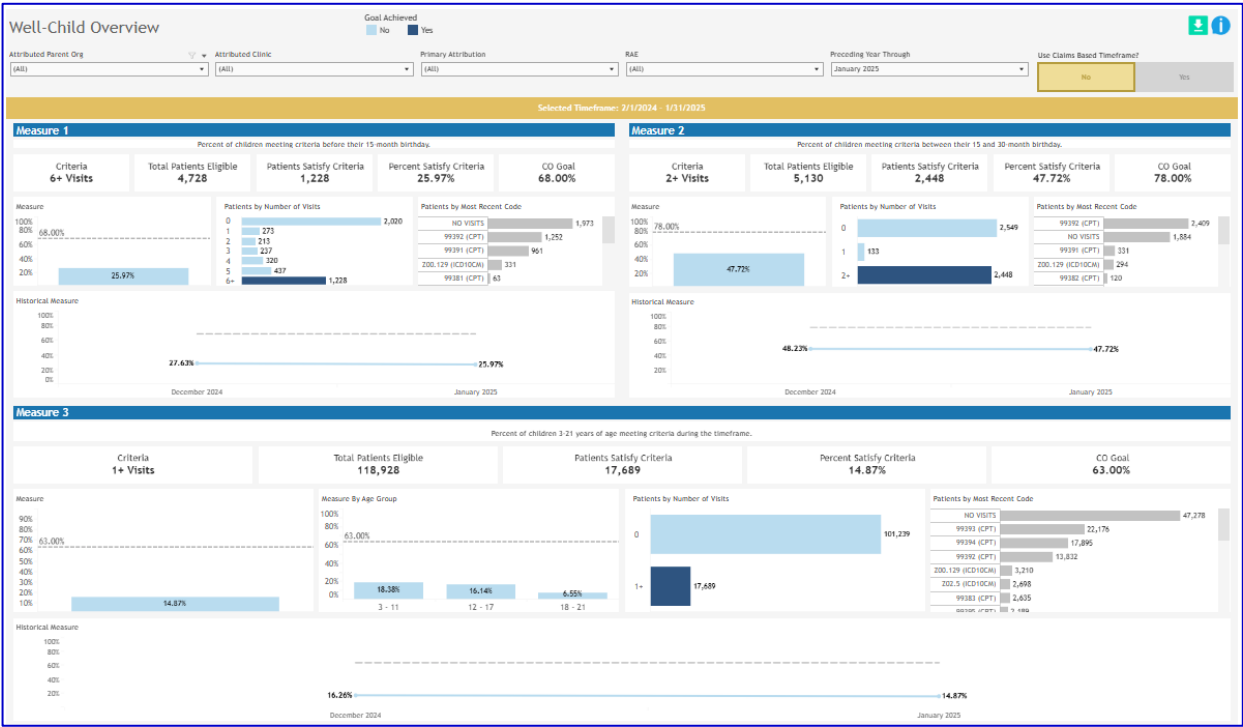 Well-Child Overview
Goal Achieved
No Yes
Attributed Parent Org
(All)
Attributed Clinic
(All)
Primary Attribution
(All)
RAE
(All)
Preceding Year Through
January 2025
Use Claims Based Timeframe?
No Yes
Selected Timeframe: 2/1/2024 - 1/31/2025
Measure 1
Percent of children meeting criteria before their 15-month birthday.
Criteria
6+ Visits
Total Patients Eligible
4,728
Patients Satisfy Criteria
1,228
Percent Satisfy Criteria
25.97%
CO Goal
68.00%
Measure
100%
80%
68.00%
60%
40%
20%
25.97%
Patients by Number of Visits
0 2,020
1 273
2 213
3 237
4 320
5 437
6+ 1,228
Patients by Most Recent Code
NO VISITS 1,973
99392 (CPT) 1,252
99391 (CPT) 961
Z00.129 (ICD10CM) 331
99381 (CPT) 63
Historical Measure
100%
80%
60%
40%
20%
0%
27.63%
25.97%
December 2024
January 2025
Measure 2
Percent of children meeting criteria between their 15 and 30-month birthday.
Criteria
2+ Visits
Total Patients Eligible
5,130
Patients Satisfy Criteria
2,448
Percent Satisfy Criteria
47.72%
CO Goal
78.00%
Measure
100%
80%
78.00%
60%
40%
20%
47.72%
Patients by Number of Visits
0 2,549
1 133
2+ 2,448
Patients by Most Recent Code
99392 (CPT) 2,409
NO VISITS 1,884
99391 (CPT) 331
Z00.129 (ICD10CM) 294
99382 (CPT) 120
Historical Measure
100%
80%
60%
40%
20%
48.23%
47.72%
December 2024
January 2025
Measure 3
Percent of children 3-21 years of age meeting criteria during the timeframe.
Criteria
1+ Visits
Total Patients Eligible
118,928
Patients Satisfy Criteria
17,689
Percent Satisfy Criteria
14.87%
CO Goal
63.00%
Measure
90%
80%
70%
63.00%
60%
50%
40%
30%
20%
10%
14.87%
Measure By Age Group
100%
80%
63.00%
60%
40%
20%
0%
18.38%
16.14%
6.55%
3 - 11
12 - 17
18 - 21
Patients by Number of Visits
0 101,239
1+ 17,689
Patients by Most Recent Code
NO VISITS 47,278
99393 (CPT) 22,176
99394 (CPT) 17,895
99392 (CPT) 13,832
Z00.129 (ICD10CM) 3,210
Z02.5 (ICD10CM) 2,698
99383 (CPT) 2,635
99395 (CPT) 2,189
Historical Measure
100%
80%
60%
40%
20%
16.26%
14.87%
December 2024
January 2025